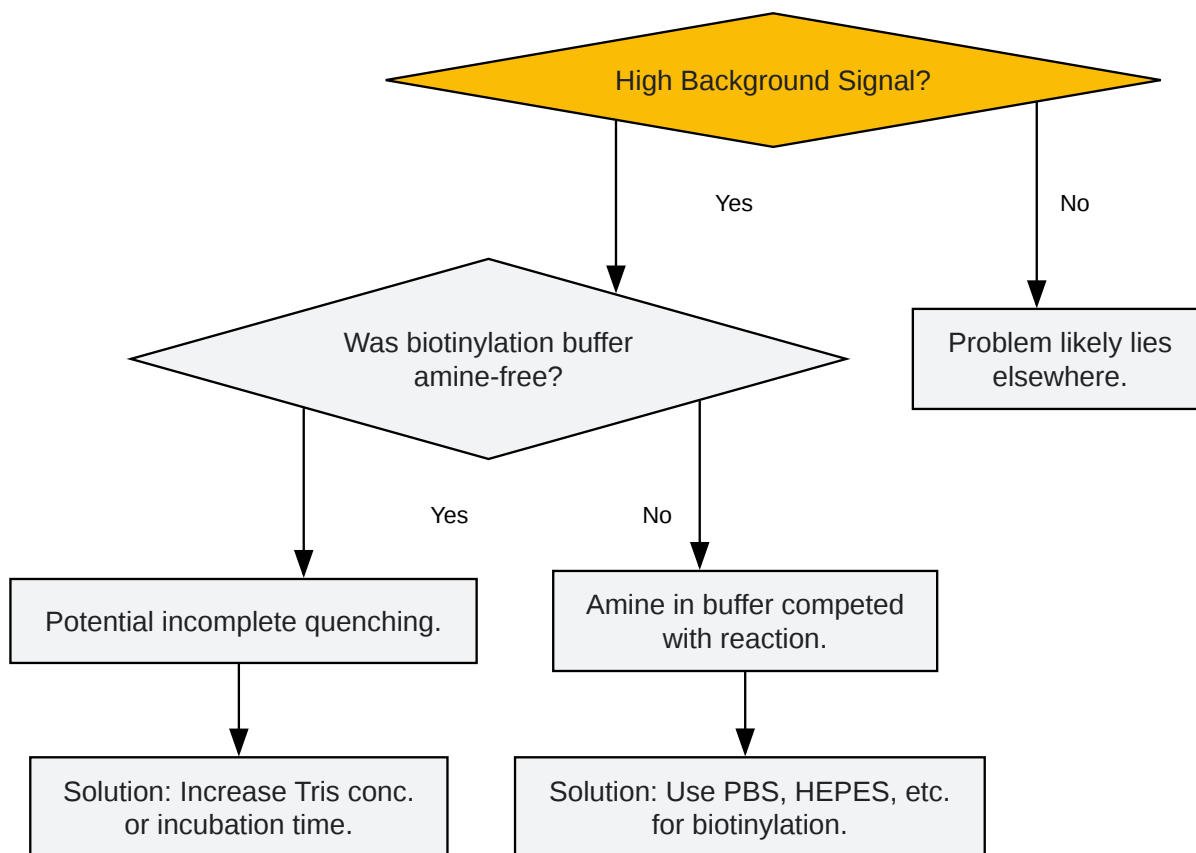 High Background Signal?
Yes
No
Was biotinylation buffer
amine-free?
Problem likely lies
elsewhere.
Yes
No
Potential incomplete quenching.
Amine in buffer competed
with reaction.
Solution: Increase Tris conc.
or incubation time.
Solution: Use PBS, HEPES, etc.
for biotinylation.